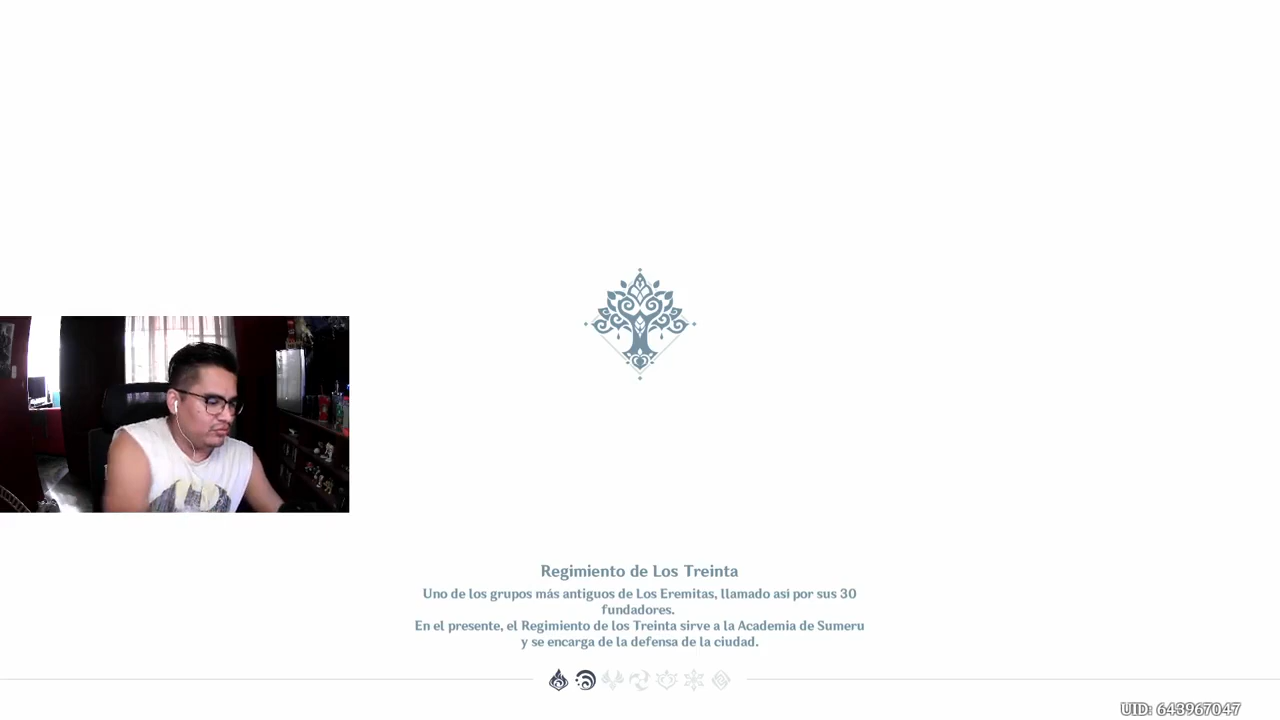 Regimiento de Los Treinta
Uno de los grupos más antiguos de Los Eremitas, llamado así por sus 30
fundadores.
En el presente, el Regimiento de los Treinta sirve a la Academia de Sumeru
y se encarga de la defensa de la ciudad.
UID: 643967047